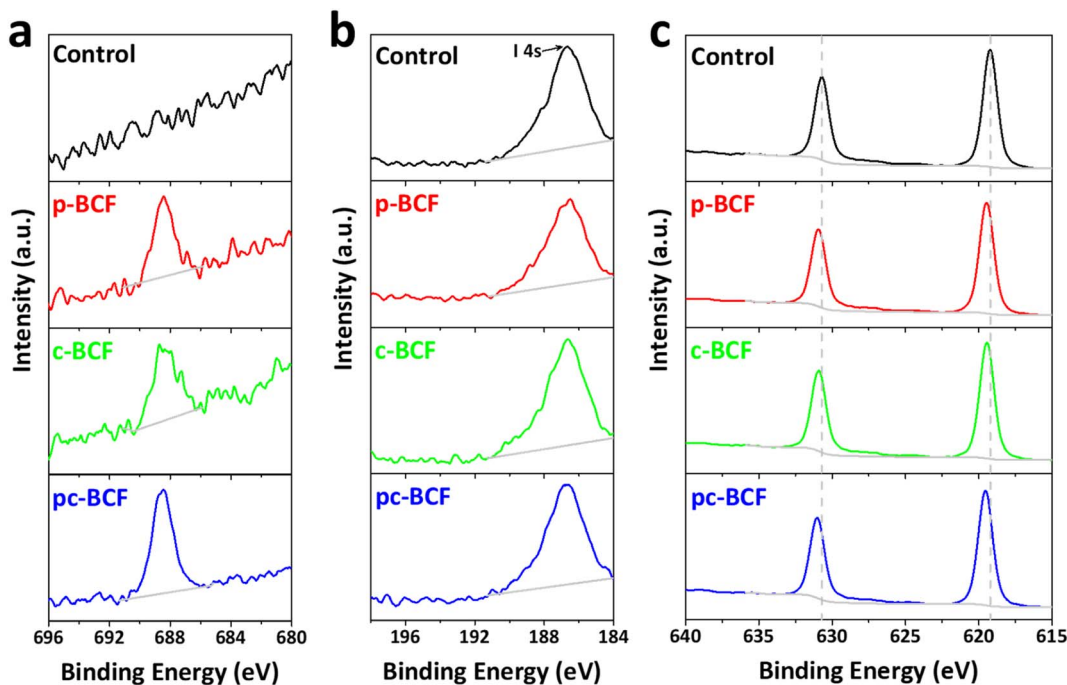 a
Control
p-BCF
c-BCF
pc-BCF
Intensity (a.u.)
696 692 688 684 680
Binding Energy (eV)
b
Control
I 4s
p-BCF
c-BCF
pc-BCF
Intensity (a.u.)
196 192 188 184
Binding Energy (eV)
c
Control
p-BCF
c-BCF
pc-BCF
Intensity (a.u.)
640 635 630 625 620 615
Binding Energy (eV)